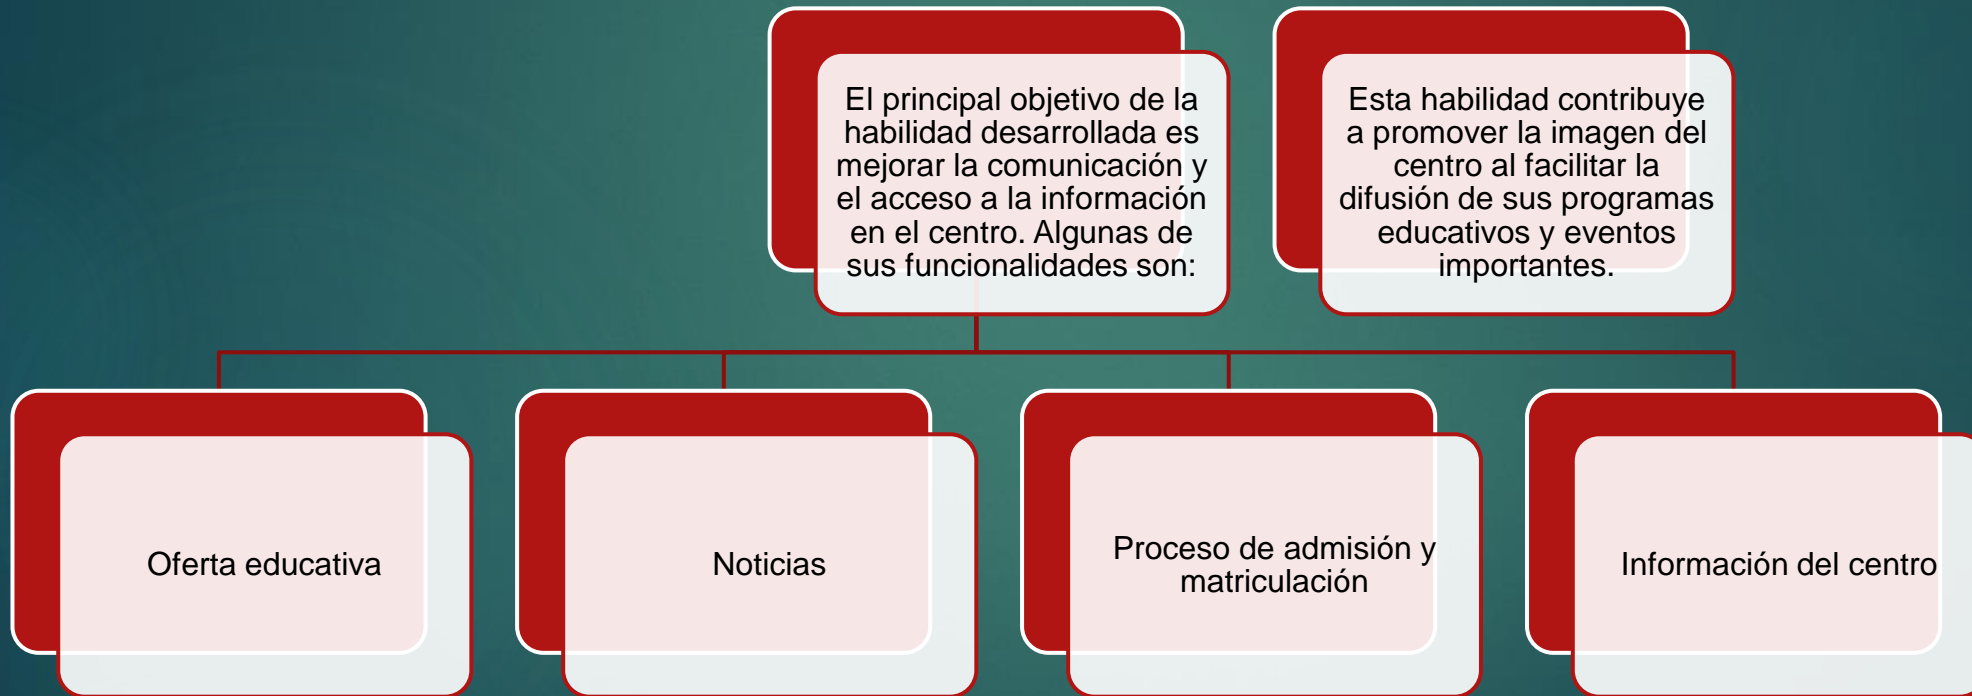 El principal objetivo de la
habilidad desarrollada es
mejorar la comunicación y
el acceso a la información
en el centro. Algunas de
sus funcionalidades son:
Esta habilidad contribuye
a promover la imagen del
centro al facilitar la
difusión de sus programas
educativos y eventos
importantes.
Oferta educativa
Noticias
Proceso de admisión y
matriculación
Información del centro